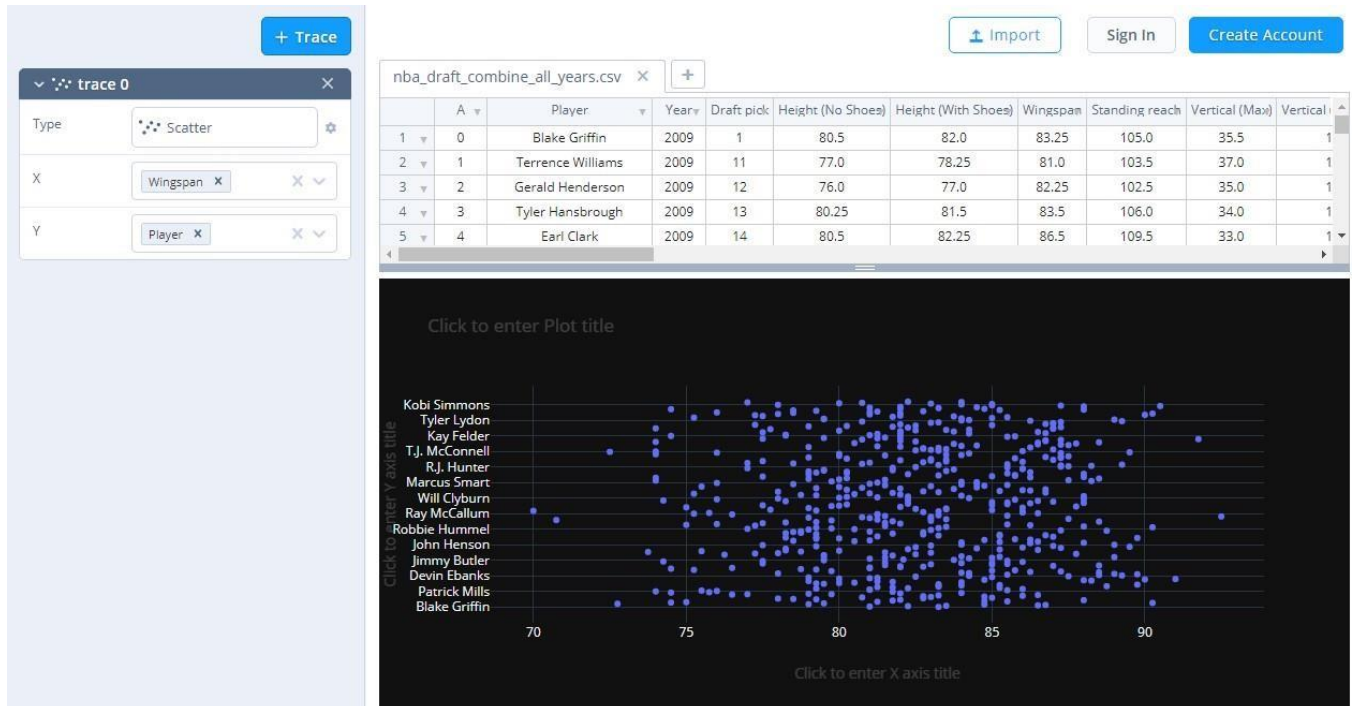 + Trace
Import
Sign In
Create Account
trace 0
Type
Scatter
X
Wingspan
Y
Player
nba_draft_combine_all_years.csv
A Player Year Draft pick Height (No Shoes) Height (With Shoes) Wingspan Standing reach Vertical (Max) Vertical
1 0 Blake Griffin 2009 1 80.5 82.0 83.25 105.0 35.5 1
2 1 Terrence Williams 2009 11 77.0 78.25 81.0 103.5 37.0 1
3 2 Gerald Henderson 2009 12 76.0 77.0 82.25 102.5 35.0 1
4 3 Tyler Hansbrough 2009 13 80.25 81.5 83.5 106.0 34.0 1
5 4 Earl Clark 2009 14 80.5 82.25 86.5 109.5 33.0 1
Click to enter Plot title
Click to enter Y axis title
Kobi Simmons
Tyler Lydon
Kay Felder
T.J. McConnell
R.J. Hunter
Marcus Smart
Will Clyburn
Ray McCallum
Robbie Hummel
John Henson
Jimmy Butler
Devin Ebanks
Patrick Mills
Blake Griffin
70 75 80 85 90
Click to enter X axis title